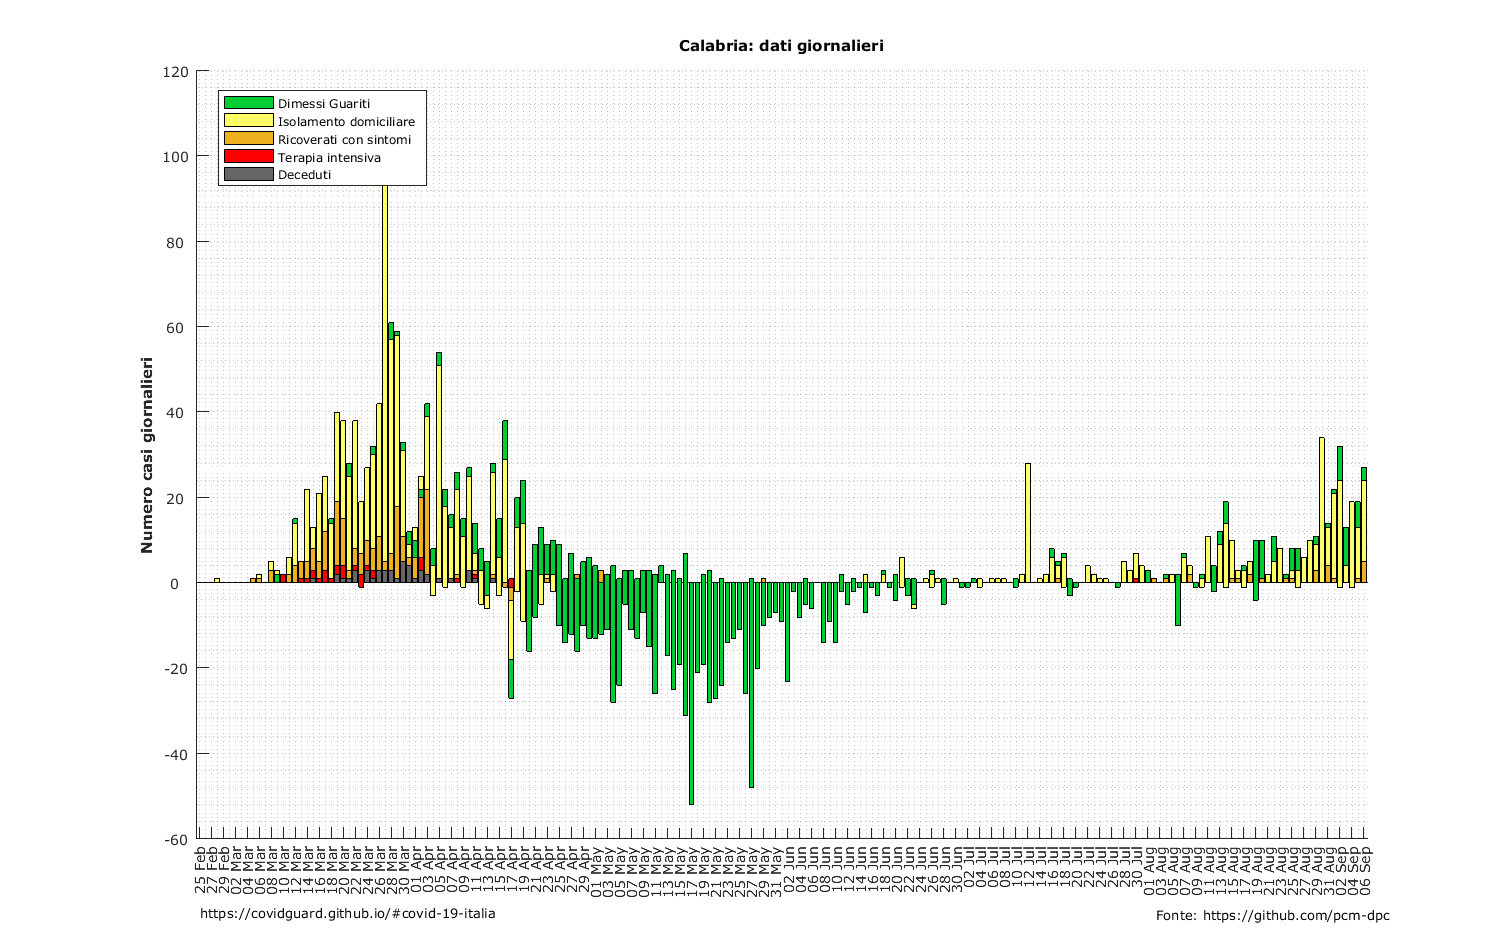 Calabria: dati giornalieri
120
100
80
60
40
20
0
-20
-40
-60
Numero casi giornalieri
Dimessi Guariti
Isolamento domiciliare
Ricoverati con sintomi
Terapia intensiva
Deceduti
25 Feb
27 Feb
29 Feb
02 Mar
04 Mar
06 Mar
08 Mar
10 Mar
12 Mar
14 Mar
16 Mar
18 Mar
20 Mar
22 Mar
24 Mar
26 Mar
28 Mar
30 Mar
01 Apr
03 Apr
05 Apr
07 Apr
09 Apr
11 Apr
13 Apr
15 Apr
17 Apr
19 Apr
21 Apr
23 Apr
25 Apr
27 Apr
29 Apr
01 May
03 May
05 May
07 May
09 May
11 May
13 May
15 May
17 May
19 May
21 May
23 May
25 May
27 May
29 May
31 May
02 Jun
04 Jun
06 Jun
08 Jun
10 Jun
12 Jun
14 Jun
16 Jun
18 Jun
20 Jun
22 Jun
24 Jun
26 Jun
28 Jun
30 Jun
02 Jul
04 Jul
06 Jul
08 Jul
10 Jul
12 Jul
14 Jul
16 Jul
18 Jul
20 Jul
22 Jul
24 Jul
26 Jul
28 Jul
30 Jul
01 Aug
03 Aug
05 Aug
07 Aug
09 Aug
11 Aug
13 Aug
15 Aug
17 Aug
19 Aug
21 Aug
23 Aug
25 Aug
27 Aug
29 Aug
31 Aug
02 Sep
04 Sep
06 Sep
https://covidguard.github.io/#covid-19-italia
Fonte: https://github.com/pcm-dpc